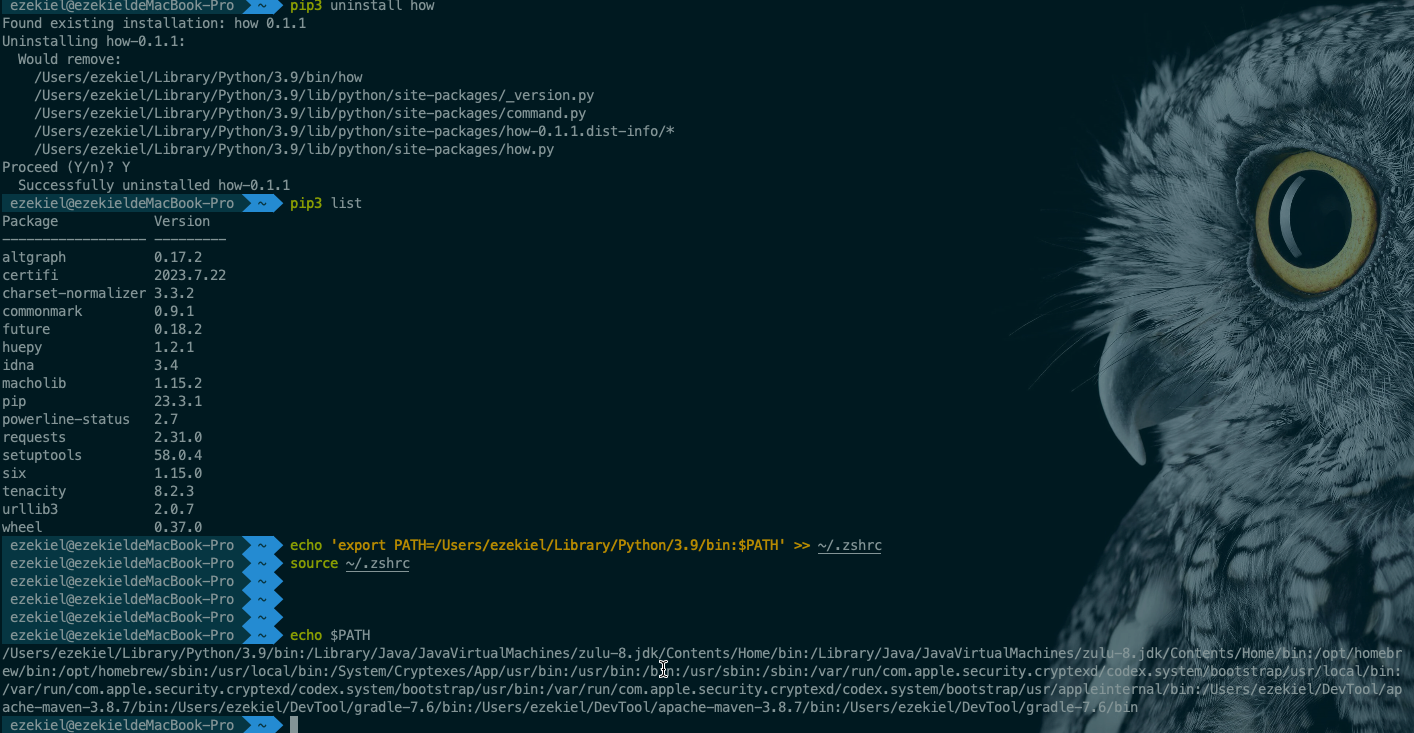 ezekiel@ezekieldeMacBook-Pro ~ pip3 uninstall how
Found existing installation: how 0.1.1
Uninstalling how-0.1.1:
Would remove:
/Users/ezekiel/Library/Python/3.9/bin/how
/Users/ezekiel/Library/Python/3.9/lib/python/site-packages/_version.py
/Users/ezekiel/Library/Python/3.9/lib/python/site-packages/command.py
/Users/ezekiel/Library/Python/3.9/lib/python/site-packages/how-0.1.1.dist-info/*
/Users/ezekiel/Library/Python/3.9/lib/python/site-packages/how.py
Proceed (Y/n)? Y
Successfully uninstalled how-0.1.1
ezekiel@ezekieldeMacBook-Pro ~ pip3 list
Package Version
------------------ ---------
altgraph 0.17.2
certifi 2023.7.22
charset-normalizer 3.3.2
commonmark 0.9.1
future 0.18.2
huepy 1.2.1
idna 3.4
macholib 1.15.2
pip 23.3.1
powerline-status 2.7
requests 2.31.0
setuptools 58.0.4
six 1.15.0
tenacity 8.2.3
urllib3 2.0.7
wheel 0.37.0
ezekiel@ezekieldeMacBook-Pro ~ echo 'export PATH=/Users/ezekiel/Library/Python/3.9/bin:$PATH' >> ~/.zshrc
ezekiel@ezekieldeMacBook-Pro ~ source ~/.zshrc
ezekiel@ezekieldeMacBook-Pro ~
ezekiel@ezekieldeMacBook-Pro ~
ezekiel@ezekieldeMacBook-Pro ~
ezekiel@ezekieldeMacBook-Pro ~ echo $PATH
/Users/ezekiel/Library/Python/3.9/bin:/Library/Java/JavaVirtualMachines/zulu-8.jdk/Contents/Home/bin:/Library/Java/JavaVirtualMachines/zulu-8.jdk/Contents/Home/bin:/opt/homebr
ew/bin:/opt/homebrew/sbin:/usr/local/bin:/System/Cryptexes/App/usr/bin:/usr/bin:/bin:/usr/sbin:/sbin:/var/run/com.apple.security.cryptexd/codex.system/bootstrap/usr/local/bin:
/var/run/com.apple.security.cryptexd/codex.system/bootstrap/usr/bin:/var/run/com.apple.security.cryptexd/codex.system/bootstrap/usr/appleinternal/bin:/Users/ezekiel/DevTool/ap
ache-maven-3.8.7/bin:/Users/ezekiel/DevTool/gradle-7.6/bin:/Users/ezekiel/DevTool/apache-maven-3.8.7/bin:/Users/ezekiel/DevTool/gradle-7.6/bin
ezekiel@ezekieldeMacBook-Pro ~